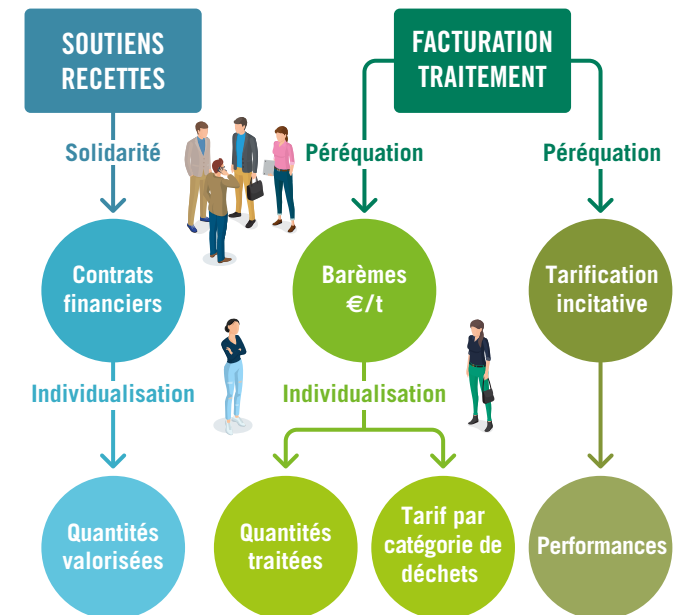 SOUTIENS
RECETTES
FACTURATION
TRAITEMENT
Solidarité
Péréquation
Péréquation
Contrats
financiers
Barèmes
€/t
Tarification
incitative
Individualisation
Individualisation
Quantités
valorisées
Quantités
traitées
Tarif par
catégorie de
déchets
Performances